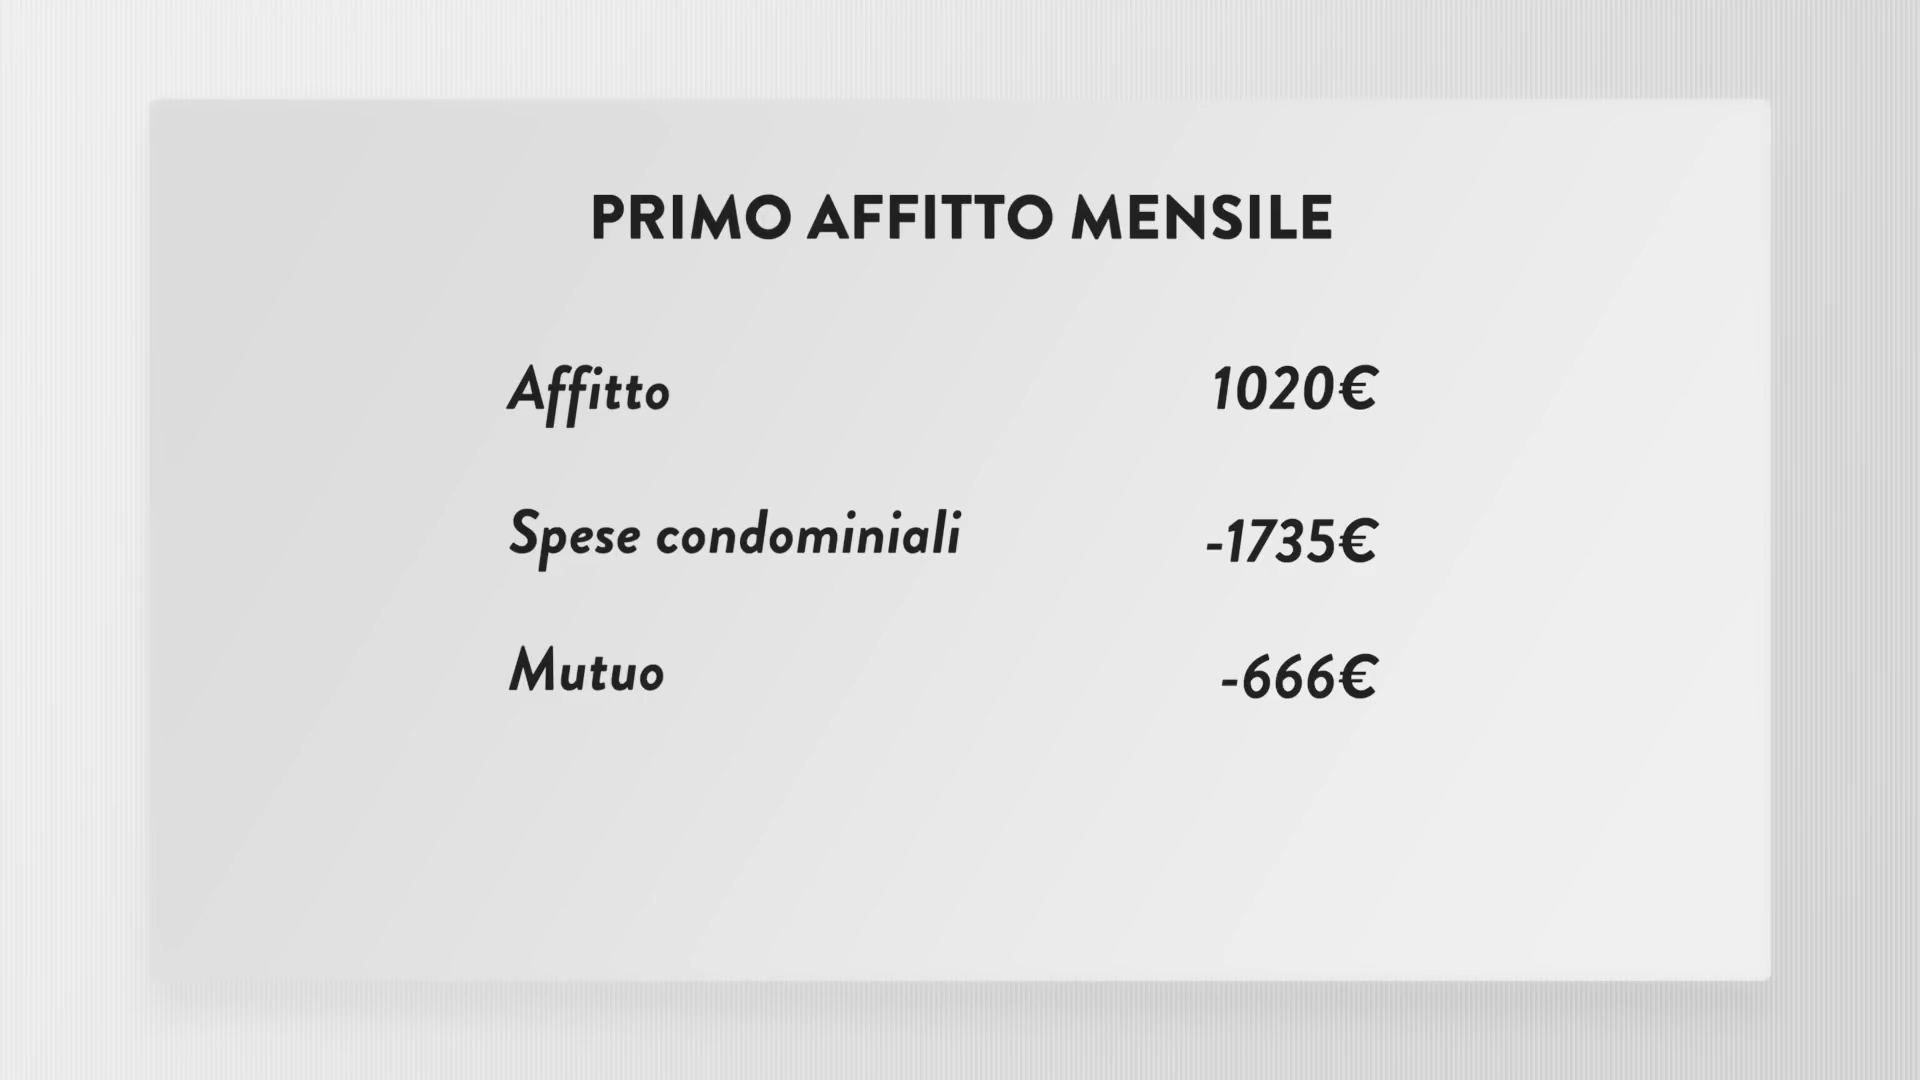 PRIMO AFFITTO MENSILE
Affitto 1020€
Spese condominiali -1735€
Mutuo -666€